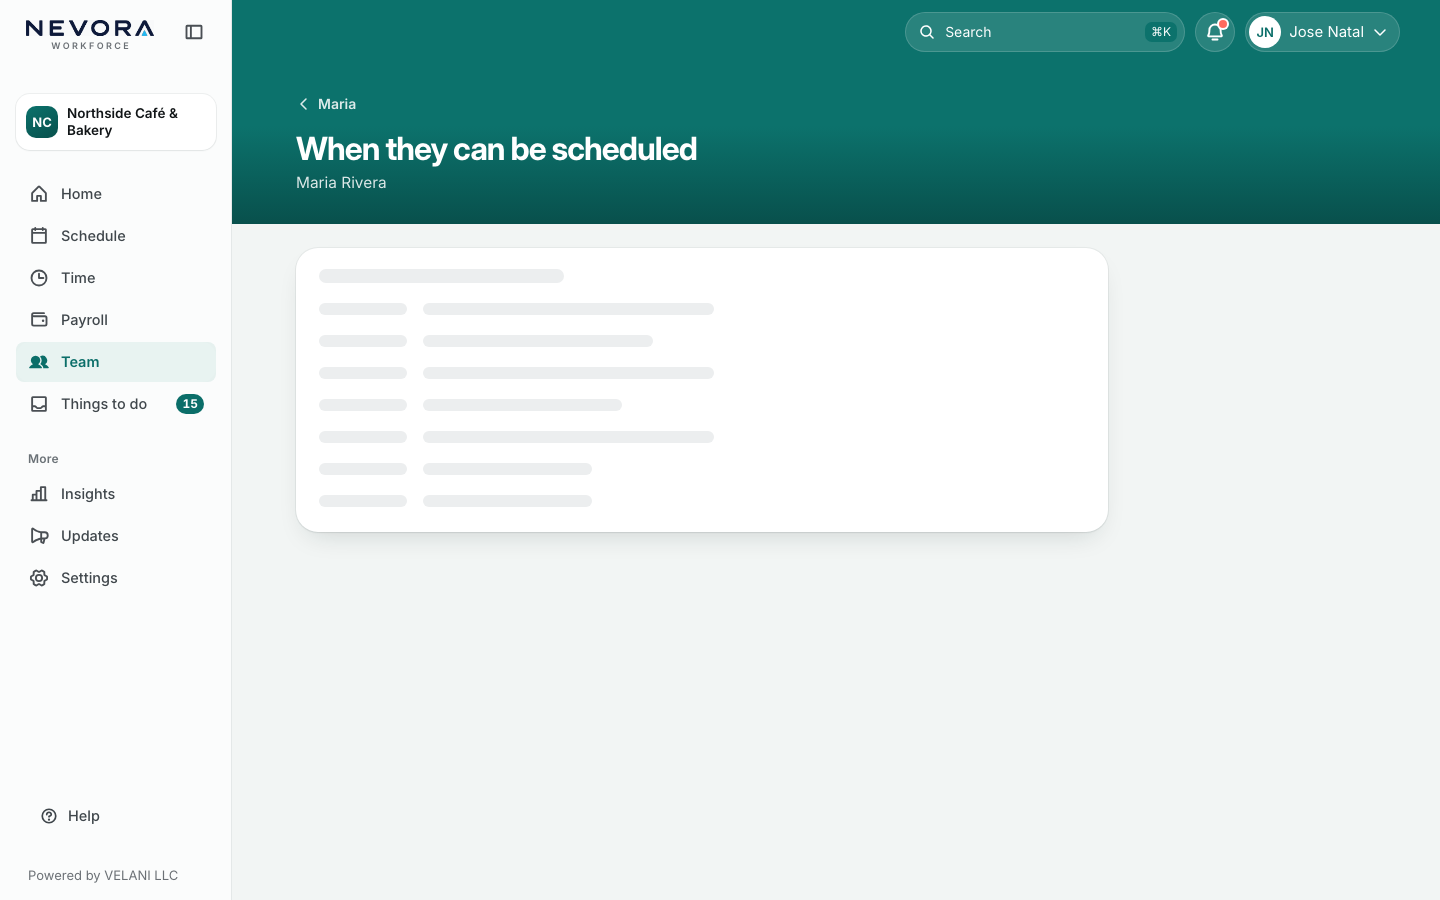 NEVORA
WORKFORCE
Search
⌘K
JN
Jose Natal
NC
Northside Café &
Bakery
Maria
When they can be scheduled
Maria Rivera
Home
Schedule
Time
Payroll
Team
Things to do
15
More
Insights
Updates
Settings
Help
Powered by VELANI LLC